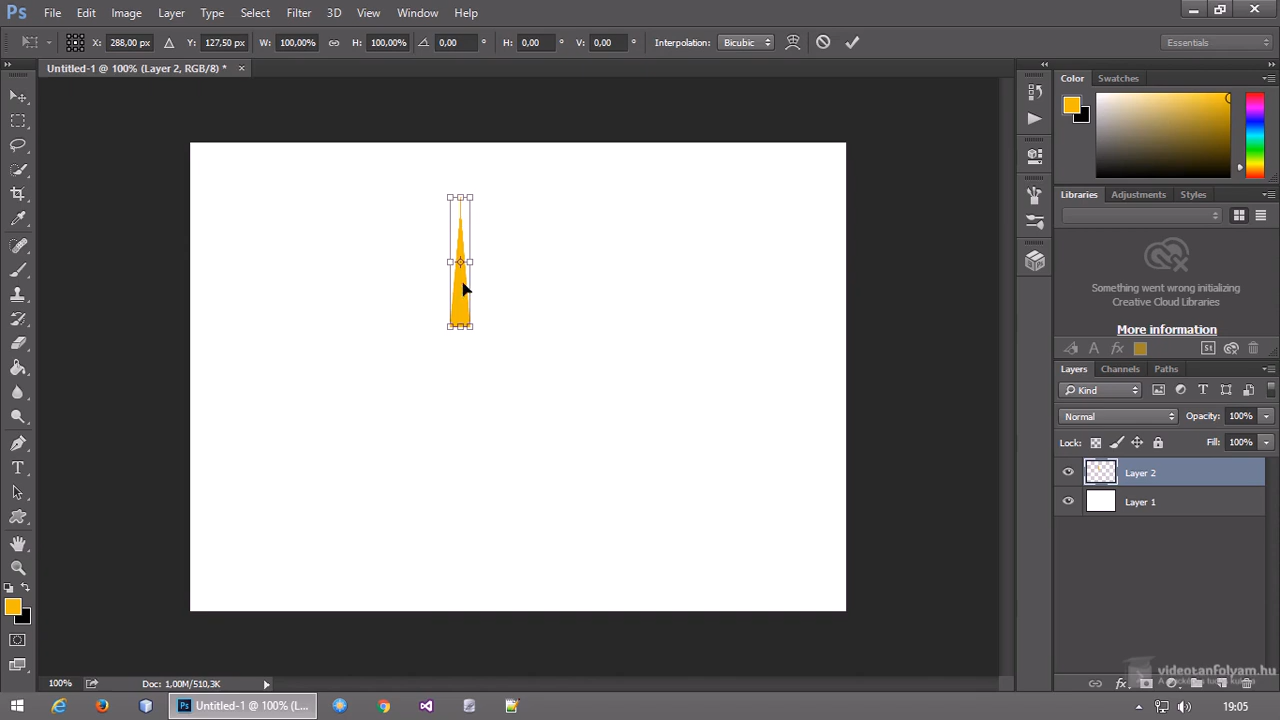 Ps File Edit Image Layer Type Select Filter 3D View Window Help
X: 288,00 px Y: 127,50 px W: 100,00% H: 100,00% 0,00 ° H: 0,00 ° V: 0,00 ° Interpolation: Bicubic Essentials
Untitled-1 @ 100% (Layer 2, RGB/8) * ×
Color Swatches
Libraries Adjustments Styles
Something went wrong initializing
Creative Cloud Libraries
More information
A fx St
Layers Channels Paths
Kind T
Normal Opacity: 100%
Lock: Fill: 100%
Layer 2
Layer 1
videotanfolyam.hu
100% Doc: 1,00M/510,3K fx
Ps Untitled-1 @ 100% (L... 19:05